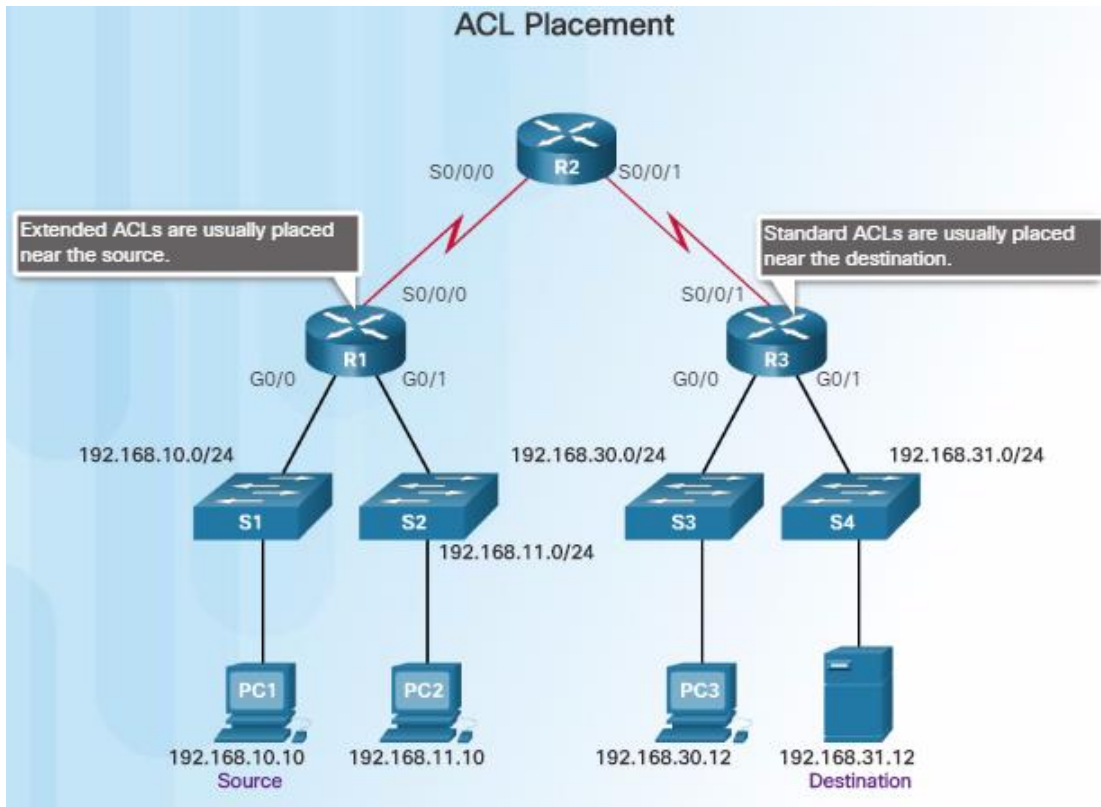 ACL Placement
R2
S0/0/0
S0/0/1
Extended ACLs are usually placed
near the source.
Standard ACLs are usually placed
near the destination.
S0/0/0
S0/0/1
R1
R3
G0/0
G0/1
G0/0
G0/1
192.168.10.0/24
192.168.30.0/24
192.168.31.0/24
S1
S2
S3
S4
192.168.11.0/24
PC1
PC2
PC3
192.168.10.10
192.168.11.10
192.168.30.12
192.168.31.12
Source
Destination